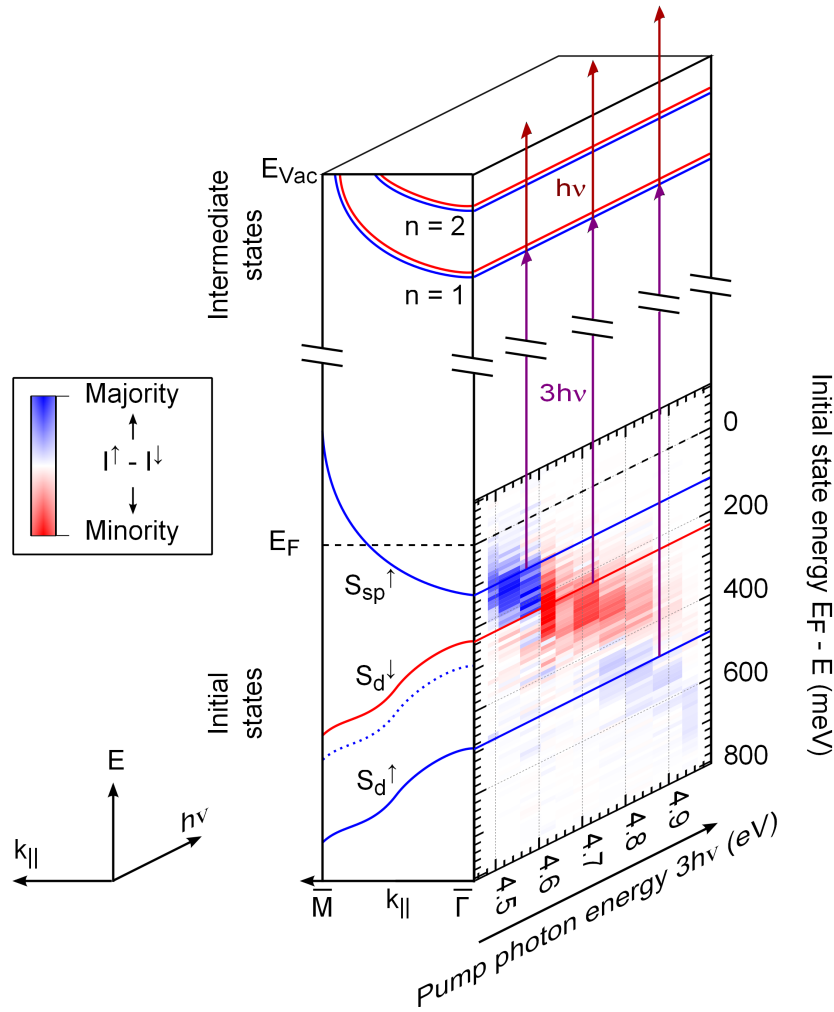 E_Vac
Intermediate
states
n = 2
n = 1
hν
3hν
Majority
I↑ - I↓
Minority
E_F
S_sp↑
S_d↓
S_d↑
Initial
states
E
hν
k_||
M̅
k_||
Γ̅
0
200
400
600
800
Initial state energy E_F - E
(meV)
4.5
4.6
4.7
4.8
4.9
Pump photon energy 3hν (eV)